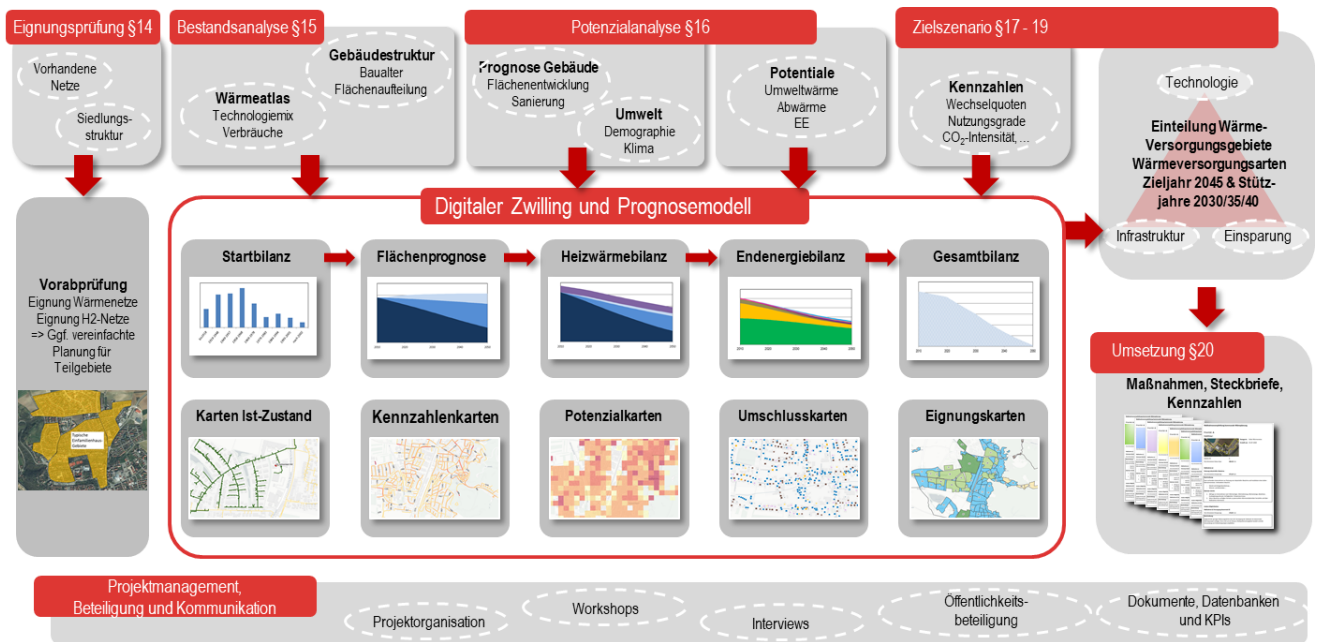 Eignungsprüfung §14
Vorhandene
Netze
Siedlungs-
struktur
Bestandsanalyse §15
Gebäudestruktur
Baualter
Flächenaufteilung
Wärmeatlas
Technologiemix
Verbräuche
Potenzialanalyse §16
Prognose Gebäude
Flächenentwicklung
Sanierung
Umwelt
Demographie
Klima
Potentiale
Umweltwärme
Abwärme
EE
Zielszenario §17 - 19
Kennzahlen
Wechselquoten
Nutzungsgrade
CO₂-Intensität, ...
Technologie
Einteilung Wärme-
Versorgungsgebiete
Wärmeversorgungsarten
Zieljahr 2045 & Stütz-
jahre 2030/35/40
Infrastruktur
Einsparung
Vorabprüfung
Eignung Wärmenetze
Eignung H2-Netze
=> Ggf. vereinfachte
Planung für
Teilgebiete
Digitaler Zwilling und Prognosemodell
Startbilanz
Flächenprognose
Heizwärmebilanz
Endenergiebilanz
Gesamtbilanz
Karten Ist-Zustand
Kennzahlenkarten
Potenzialkarten
Umschlusskarten
Eignungskarten
Umsetzung §20
Maßnahmen, Steckbriefe,
Kennzahlen
Projektmanagement,
Beteiligung und Kommunikation
Projektorganisation
Workshops
Interviews
Öffentlichkeits-
beteiligung
Dokumente, Datenbanken
und KPIs